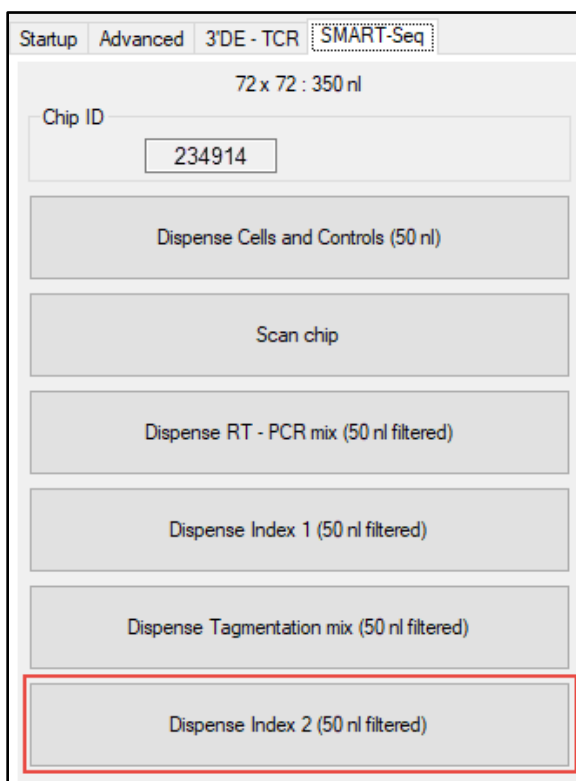 Startup Advanced 3'DE - TCR SMART-Seq
72 x 72 : 350 nl
Chip ID
234914
Dispense Cells and Controls (50 nl)
Scan chip
Dispense RT - PCR mix (50 nl filtered)
Dispense Index 1 (50 nl filtered)
Dispense Tagmentation mix (50 nl filtered)
Dispense Index 2 (50 nl filtered)